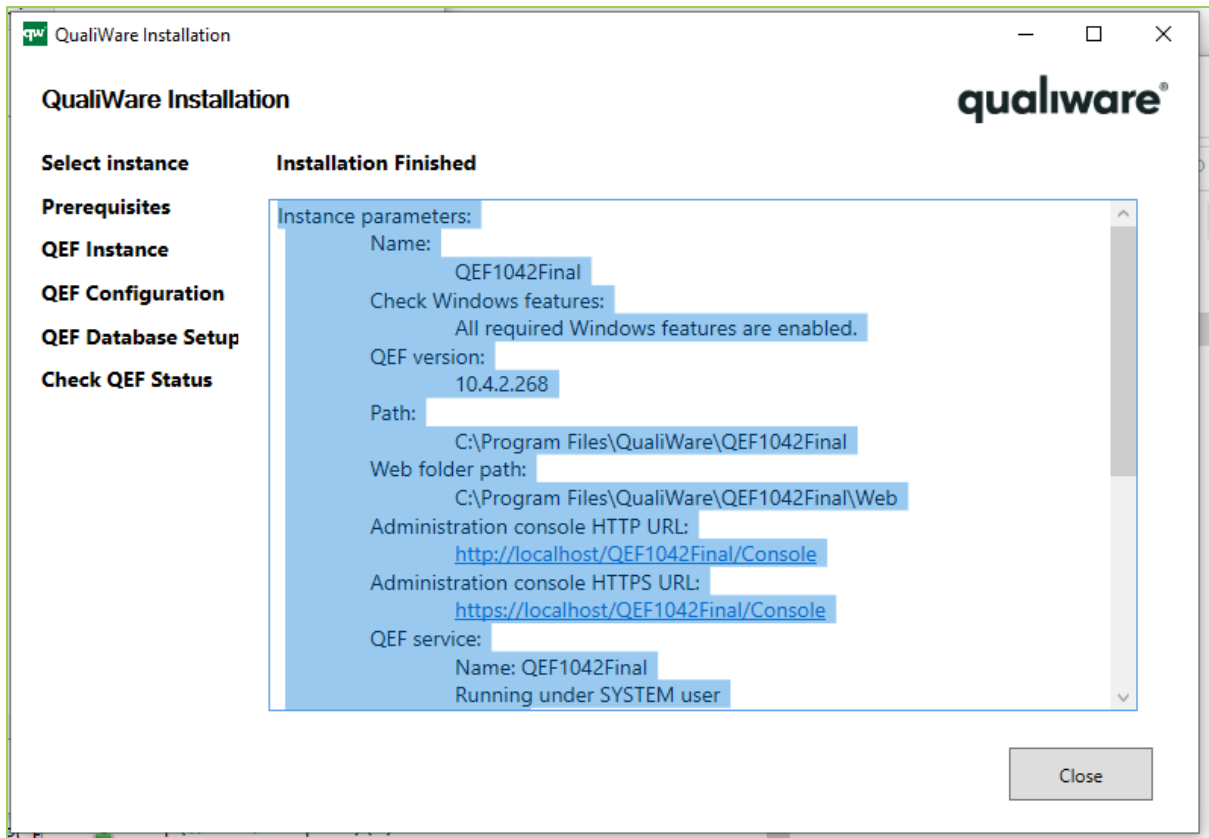 qw QualiWare Installation
QualiWare Installation
qualiware®
Select instance
Prerequisites
QEF Instance
QEF Configuration
QEF Database Setup
Check QEF Status
Installation Finished
Instance parameters:
Name:
QEF1042Final
Check Windows features:
All required Windows features are enabled.
QEF version:
10.4.2.268
Path:
C:\Program Files\QualiWare\QEF1042Final
Web folder path:
C:\Program Files\QualiWare\QEF1042Final\Web
Administration console HTTP URL:
http://localhost/QEF1042Final/Console
Administration console HTTPS URL:
https://localhost/QEF1042Final/Console
QEF service:
Name: QEF1042Final
Running under SYSTEM user
Close